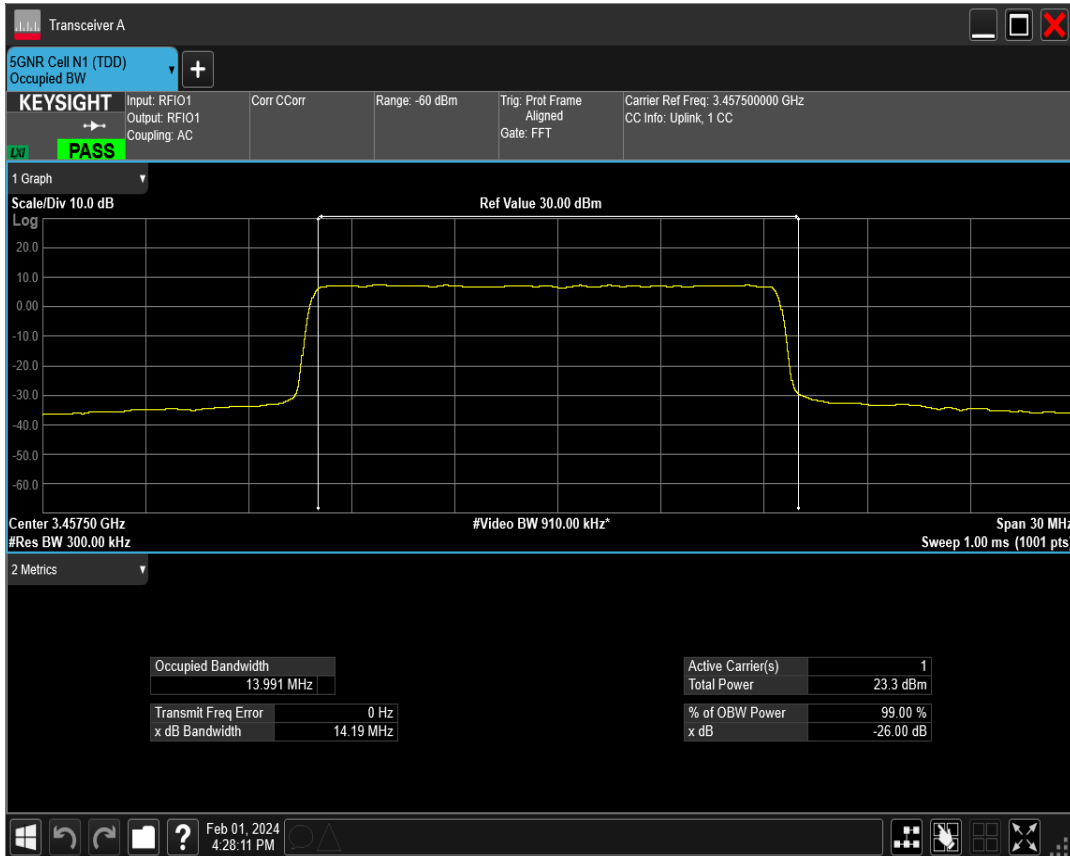 Transceiver A
5GNR Cell N1 (TDD)
Occupied BW
+
KEYSIGHT
LXI
PASS
Input: RFIO1
Output: RFIO1
Coupling: AC
Corr CCorr
Range: -60 dBm
Trig: Prot Frame
Aligned
Gate: FFT
Carrier Ref Freq: 3.457500000 GHz
CC Info: Uplink, 1 CC
1 Graph
Scale/Div 10.0 dB
Ref Value 30.00 dBm
Log
20.0
10.0
0.00
-10.0
-20.0
-30.0
-40.0
-50.0
-60.0
Center 3.45750 GHz
#Video BW 910.00 kHz*
Span 30 MHz
#Res BW 300.00 kHz
Sweep 1.00 ms (1001 pts)
2 Metrics
Occupied Bandwidth
13.991 MHz
Transmit Freq Error 0 Hz
x dB Bandwidth 14.19 MHz
Active Carrier(s) 1
Total Power 23.3 dBm
% of OBW Power 99.00 %
x dB -26.00 dB
?
Feb 01, 2024
4:28:11 PM